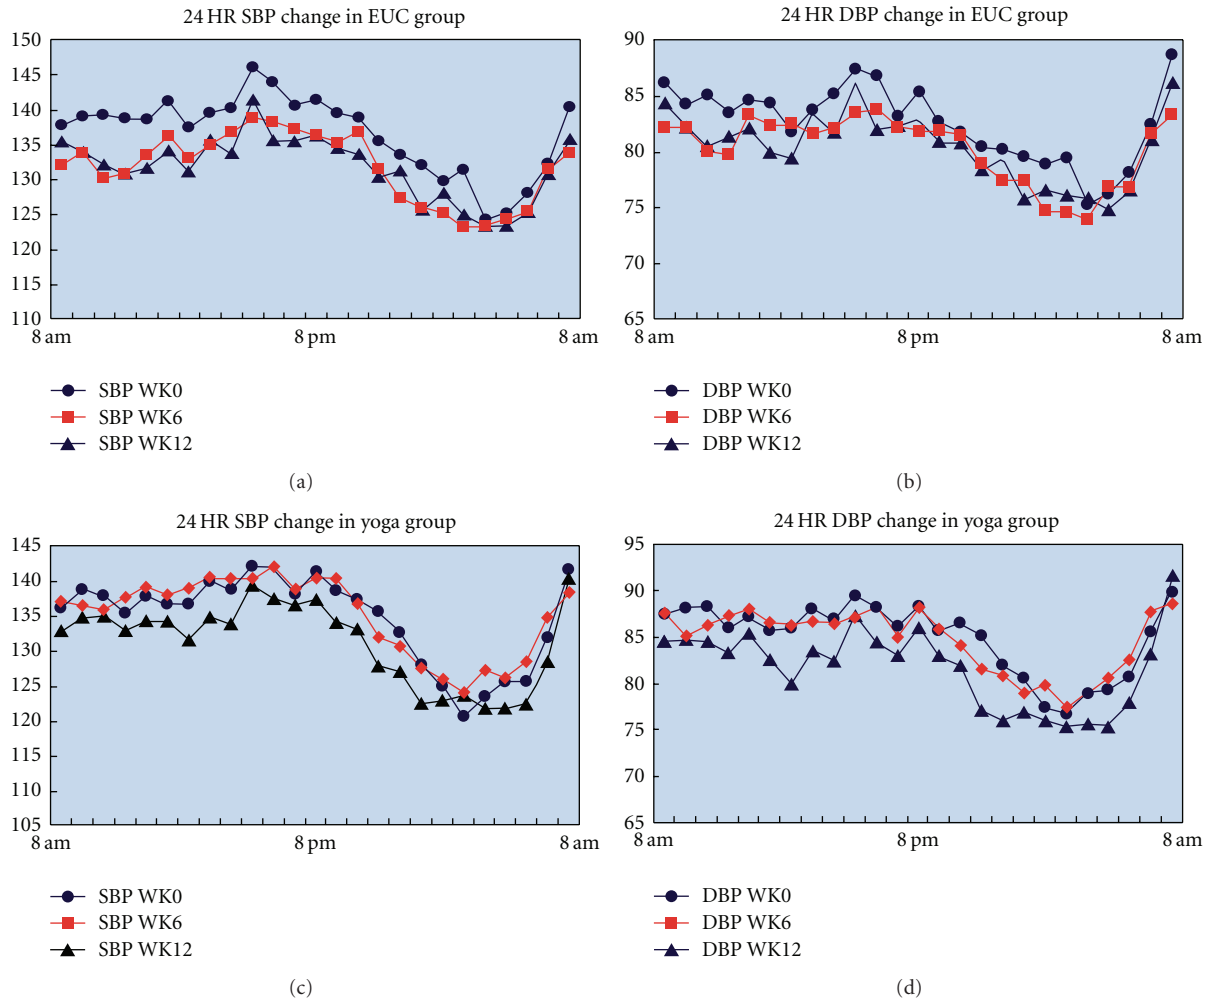 24 HR SBP change in EUC group
150
145
140
135
130
125
120
115
110
8 am
8 pm
8 am
SBP WK0
SBP WK6
SBP WK12
(a)
24 HR DBP change in EUC group
90
85
80
75
70
65
8 am
8 pm
8 am
DBP WK0
DBP WK6
DBP WK12
(b)
24 HR SBP change in yoga group
145
140
135
130
125
120
115
110
105
8 am
8 pm
8 am
SBP WK0
SBP WK6
SBP WK12
(c)
24 HR DBP change in yoga group
95
90
85
80
75
70
65
8 am
8 pm
8 am
DBP WK0
DBP WK6
DBP WK12
(d)